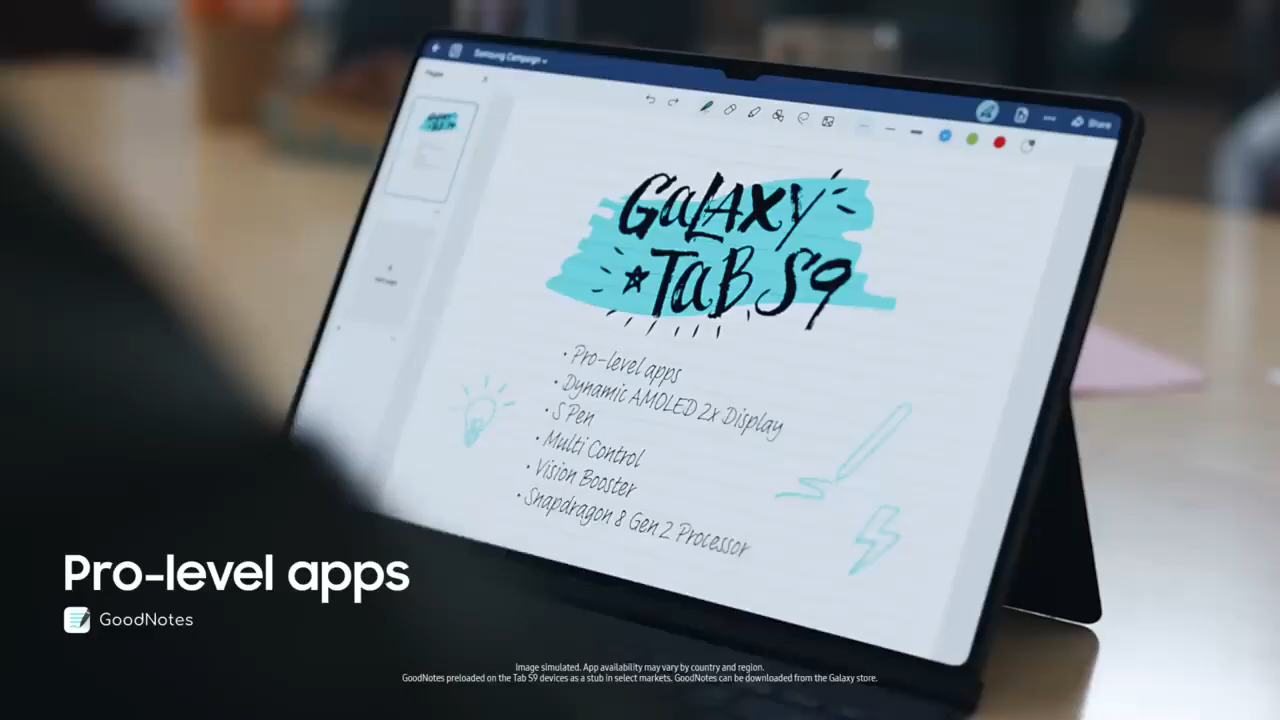 Samsung Campaign
Share
Pages
GALAXY
TAB S9
• Pro-level apps
• Dynamic AMOLED 2x Display
• S Pen
• Multi Control
• Vision Booster
• Snapdragon 8 Gen 2 Processor
Pro-level apps
GoodNotes
Image simulated. App availability may vary by country and region.
GoodNotes preloaded on the Tab S9 devices as a stub in select markets. GoodNotes can be downloaded from the Galaxy store.